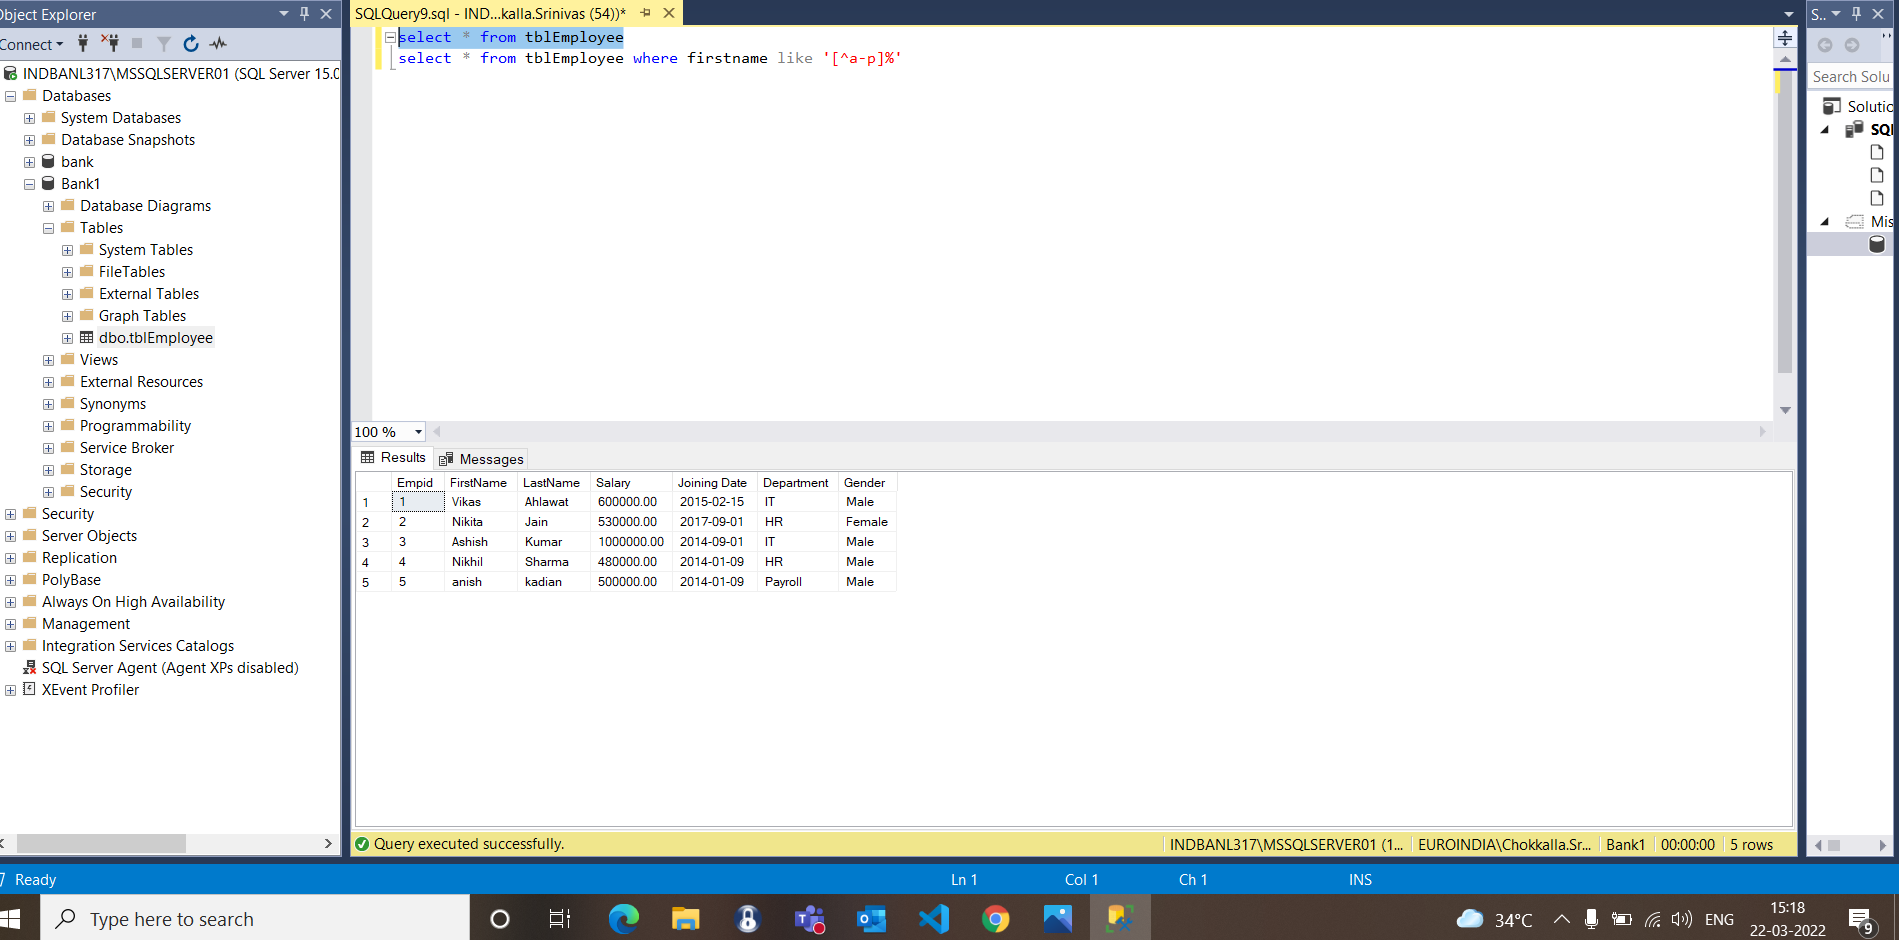 Object Explorer
Connect
INDBANL317\MSSQLSERVER01 (SQL Server 15.0
Databases
System Databases
Database Snapshots
bank
Bank1
Database Diagrams
Tables
System Tables
FileTables
External Tables
Graph Tables
dbo.tblEmployee
Views
External Resources
Synonyms
Programmability
Service Broker
Storage
Security
Security
Server Objects
Replication
PolyBase
Always On High Availability
Management
Integration Services Catalogs
SQL Server Agent (Agent XPs disabled)
XEvent Profiler
SQLQuery9.sql - IND...kalla.Srinivas (54))*
select * from tblEmployee
select * from tblEmployee where firstname like '[^a-p]%'
100 %
Results Messages
Empid FirstName LastName Salary Joining Date Department Gender
1 1 Vikas Ahlawat 600000.00 2015-02-15 IT Male
2 2 Nikita Jain 530000.00 2017-09-01 HR Female
3 3 Ashish Kumar 1000000.00 2014-09-01 IT Male
4 4 Nikhil Sharma 480000.00 2014-01-09 HR Male
5 5 anish kadian 500000.00 2014-01-09 Payroll Male
Query executed successfully. INDBANL317\MSSQLSERVER01 (1... EUROINDIA\Chokkalla.Sr... Bank1 00:00:00 5 rows
S..
Search Solu
Solutio
SQL
Mis
Ready Ln 1 Col 1 Ch 1 INS
Type here to search
34°C ENG
15:18
22-03-2022
9